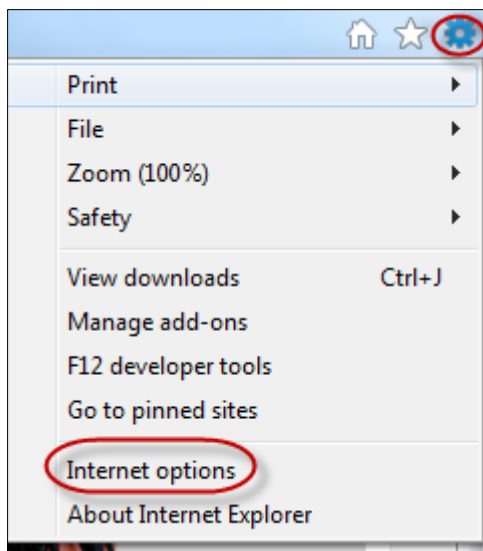 Print
File
Zoom (100%)
Safety
View downloads Ctrl+J
Manage add-ons
F12 developer tools
Go to pinned sites
Internet options
About Internet Explorer